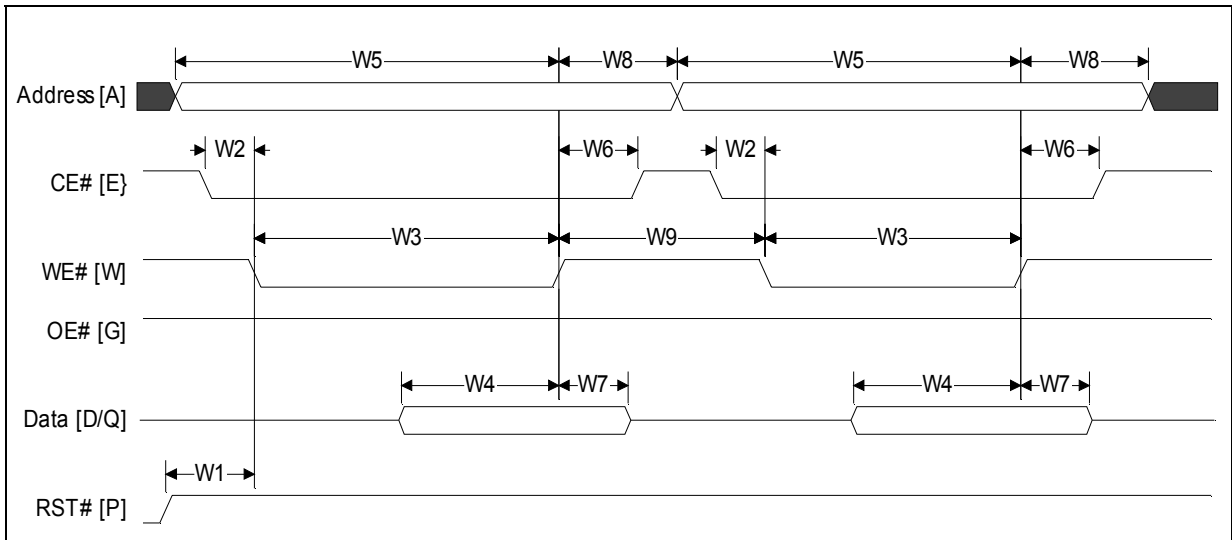 W5 W8 W5 W8
Address [A]
W2 W6 W2 W6
CE# [E}
W3 W9 W3
WE# [W]
OE# [G]
W4 W7 W4 W7
Data [D/Q]
W1
RST# [P]